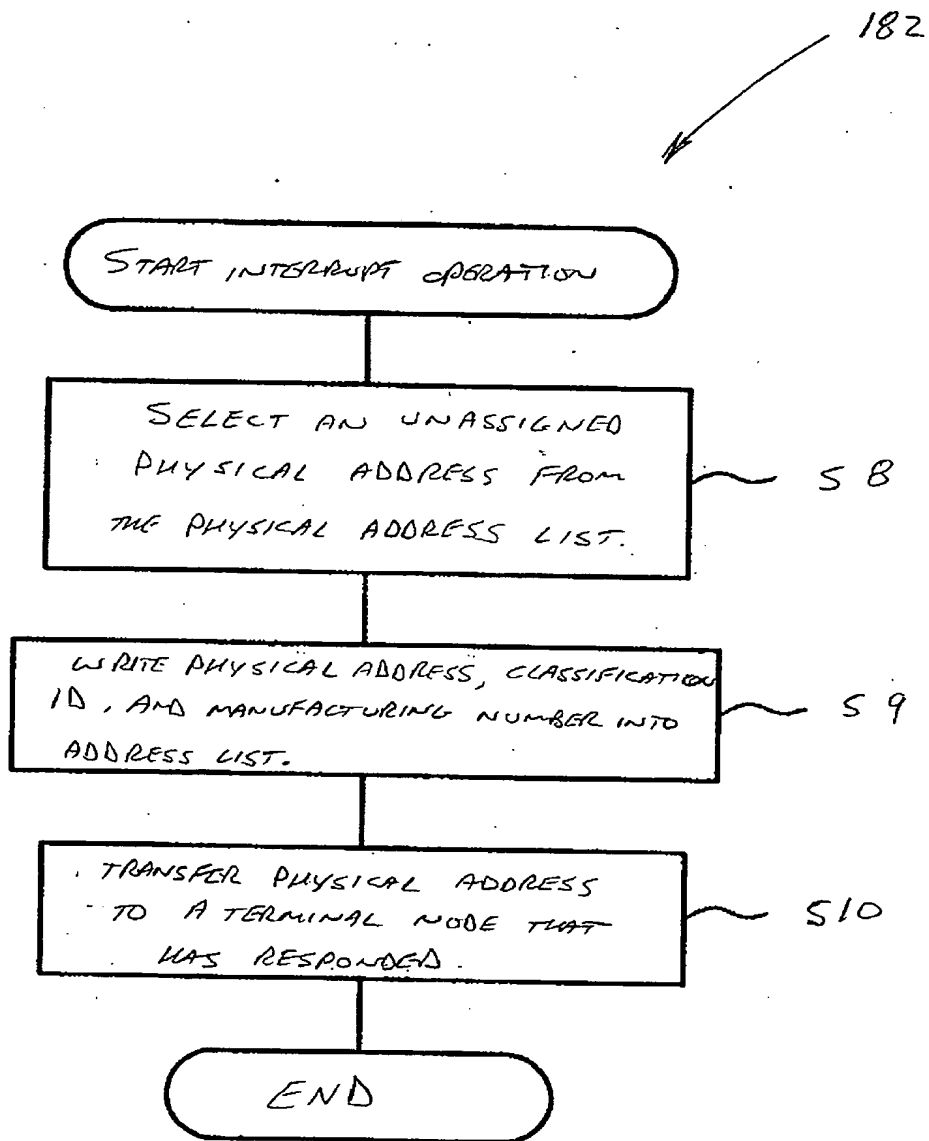 182
START INTERRUPT OPERATION
SELECT AN UNASSIGNED
PHYSICAL ADDRESS FROM
THE PHYSICAL ADDRESS LIST.
S8
WRITE PHYSICAL ADDRESS, CLASSIFICATION
ID, AND MANUFACTURING NUMBER INTO
ADDRESS LIST.
S9
TRANSFER PHYSICAL ADDRESS
TO A TERMINAL NODE THAT
HAS RESPONDED.
S10
END